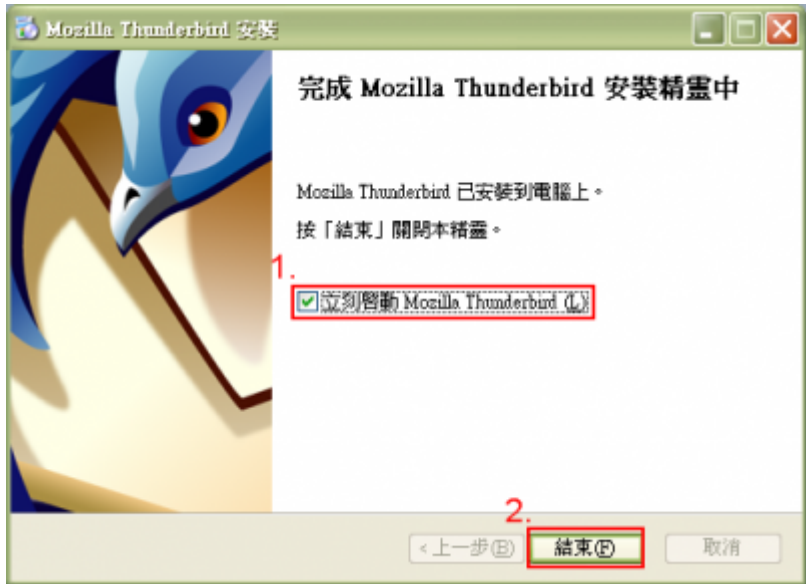 Mozilla Thunderbird 安裝
完成 Mozilla Thunderbird 安裝精靈中
Mozilla Thunderbird 已安裝到電腦上。
按「結束」關閉本精靈。
1.
立刻啓動 Mozilla Thunderbird (L)
2.
<上一步(B)
結束(F)
取消